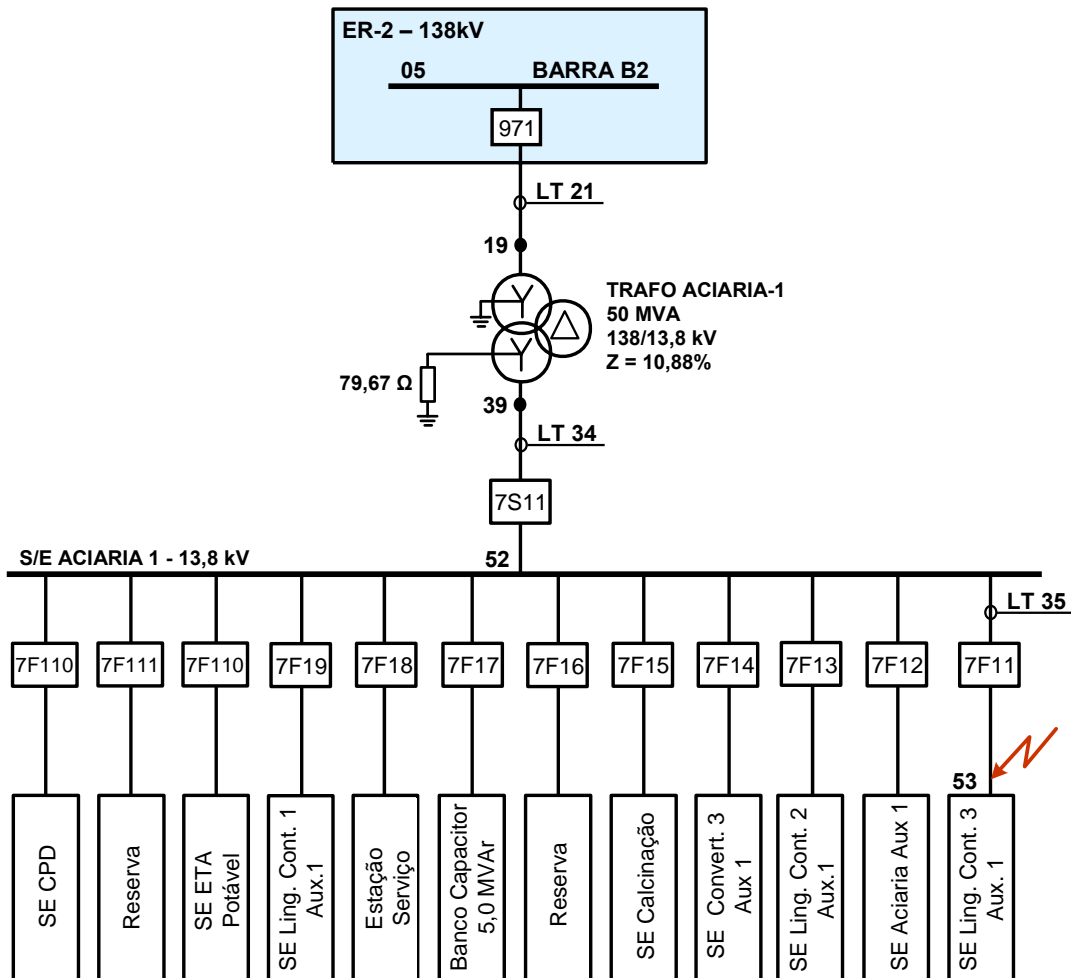 ER-2 – 138kV
05 BARRA B2
971
LT 21
19
TRAFO ACIARIA-1
50 MVA
138/13,8 kV
Z = 10,88%
79,67 Ω
39
LT 34
7S11
S/E ACIARIA 1 - 13,8 kV
52
LT 35
7F110
7F111
7F110
7F19
7F18
7F17
7F16
7F15
7F14
7F13
7F12
7F11
53
SE CPD
Reserva
SE ETA
Potável
SE Ling. Cont. 1
Aux.1
Estação
Serviço
Banco Capacitor
5,0 MVAr
Reserva
SE Calcinação
SE Convert. 3
Aux 1
SE Ling. Cont. 2
Aux.1
SE Aciaria Aux 1
SE Ling. Cont. 3
Aux. 1